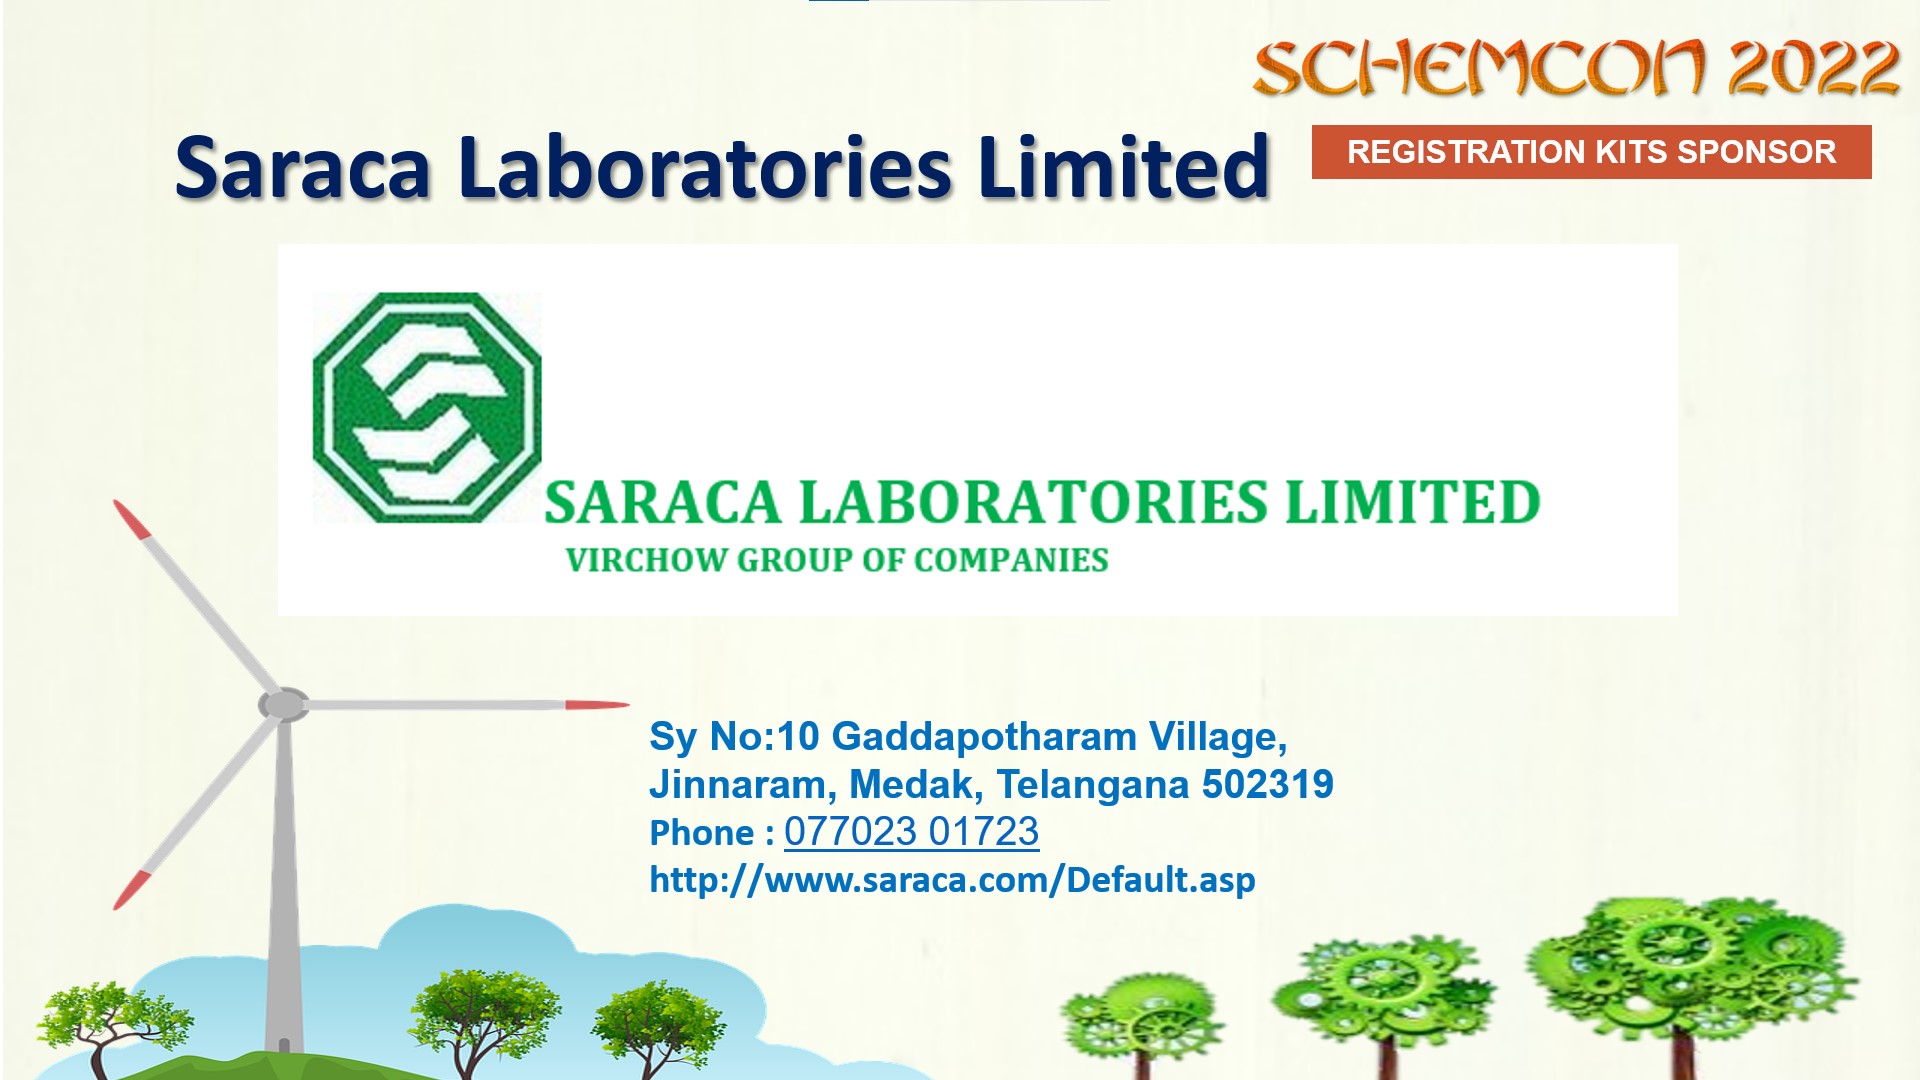 SCHEMCON 2022
Saraca Laboratories Limited
REGISTRATION KITS SPONSOR
SARACA LABORATORIES LIMITED
VIRCHOW GROUP OF COMPANIES
Sy No:10 Gaddapotharam Village,
Jinnaram, Medak, Telangana 502319
Phone : 077023 01723
http://www.saraca.com/Default.asp